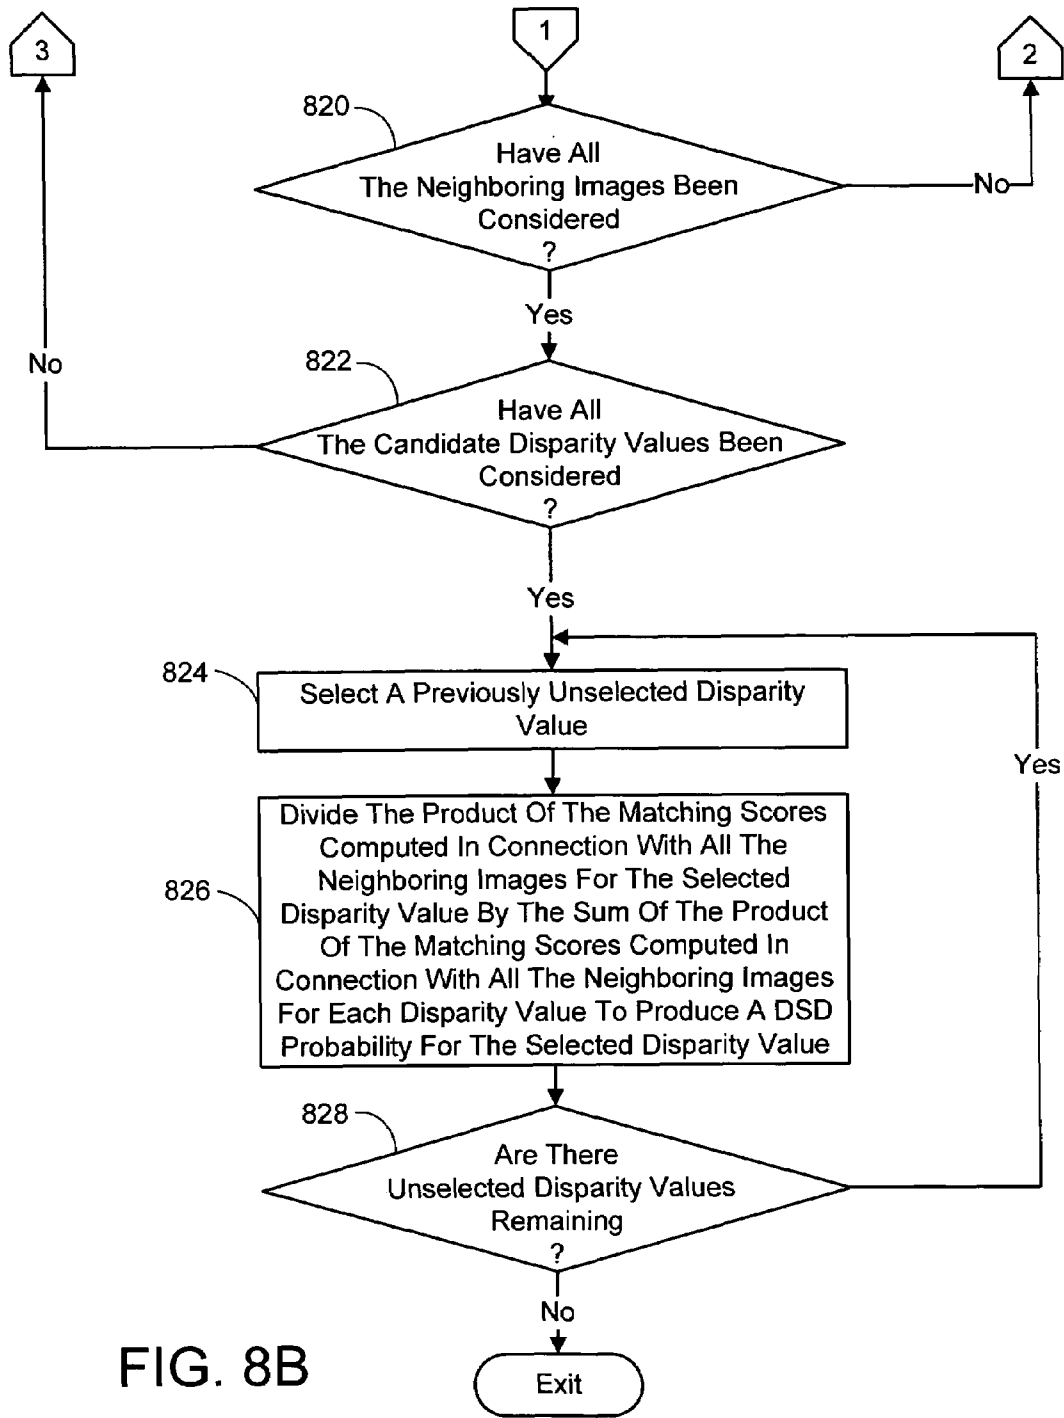 3
1
2
820
Have All
The Neighboring Images Been
Considered
?
No
Yes
822
No
Have All
The Candidate Disparity Values Been
Considered
?
Yes
824
Select A Previously Unselected Disparity
Value
Yes
826
Divide The Product Of The Matching Scores
Computed In Connection With All The
Neighboring Images For The Selected
Disparity Value By The Sum Of The Product
Of The Matching Scores Computed In
Connection With All The Neighboring Images
For Each Disparity Value To Produce A DSD
Probability For The Selected Disparity Value
828
Are There
Unselected Disparity Values
Remaining
?
No
Exit
FIG. 8B